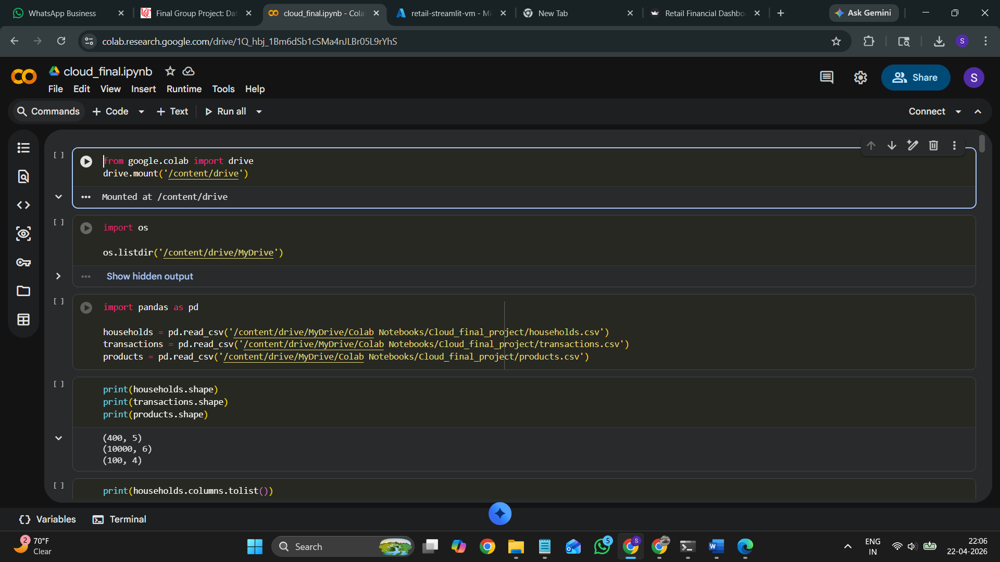 WhatsApp Business
Final Group Project: Da
cloud_final.ipynb - Cola
retail-streamlit-vm - Mi
New Tab
Retail Financial Dashbo
Ask Gemini
colab.research.google.com/drive/1Q_hbj_1Bm6dSb1cSMa4nJLBr05L9rYhS
S
cloud_final.ipynb
File Edit View Insert Runtime Tools Help
Share
S
Commands + Code + Text Run all
Connect
[ ]
from google.colab import drive
drive.mount('/content/drive')
Mounted at /content/drive
[ ]
import os
os.listdir('/content/drive/MyDrive')
Show hidden output
[ ]
import pandas as pd
households = pd.read_csv('/content/drive/MyDrive/Colab Notebooks/Cloud_final_project/households.csv')
transactions = pd.read_csv('/content/drive/MyDrive/Colab Notebooks/Cloud_final_project/transactions.csv')
products = pd.read_csv('/content/drive/MyDrive/Colab Notebooks/Cloud_final_project/products.csv')
[ ]
print(households.shape)
print(transactions.shape)
print(products.shape)
(400, 5)
(10000, 6)
(100, 4)
[ ]
print(households.columns.tolist())
{} Variables Terminal
2
70°F
Clear
Search
5
S
ENG
IN
22:06
22-04-2026